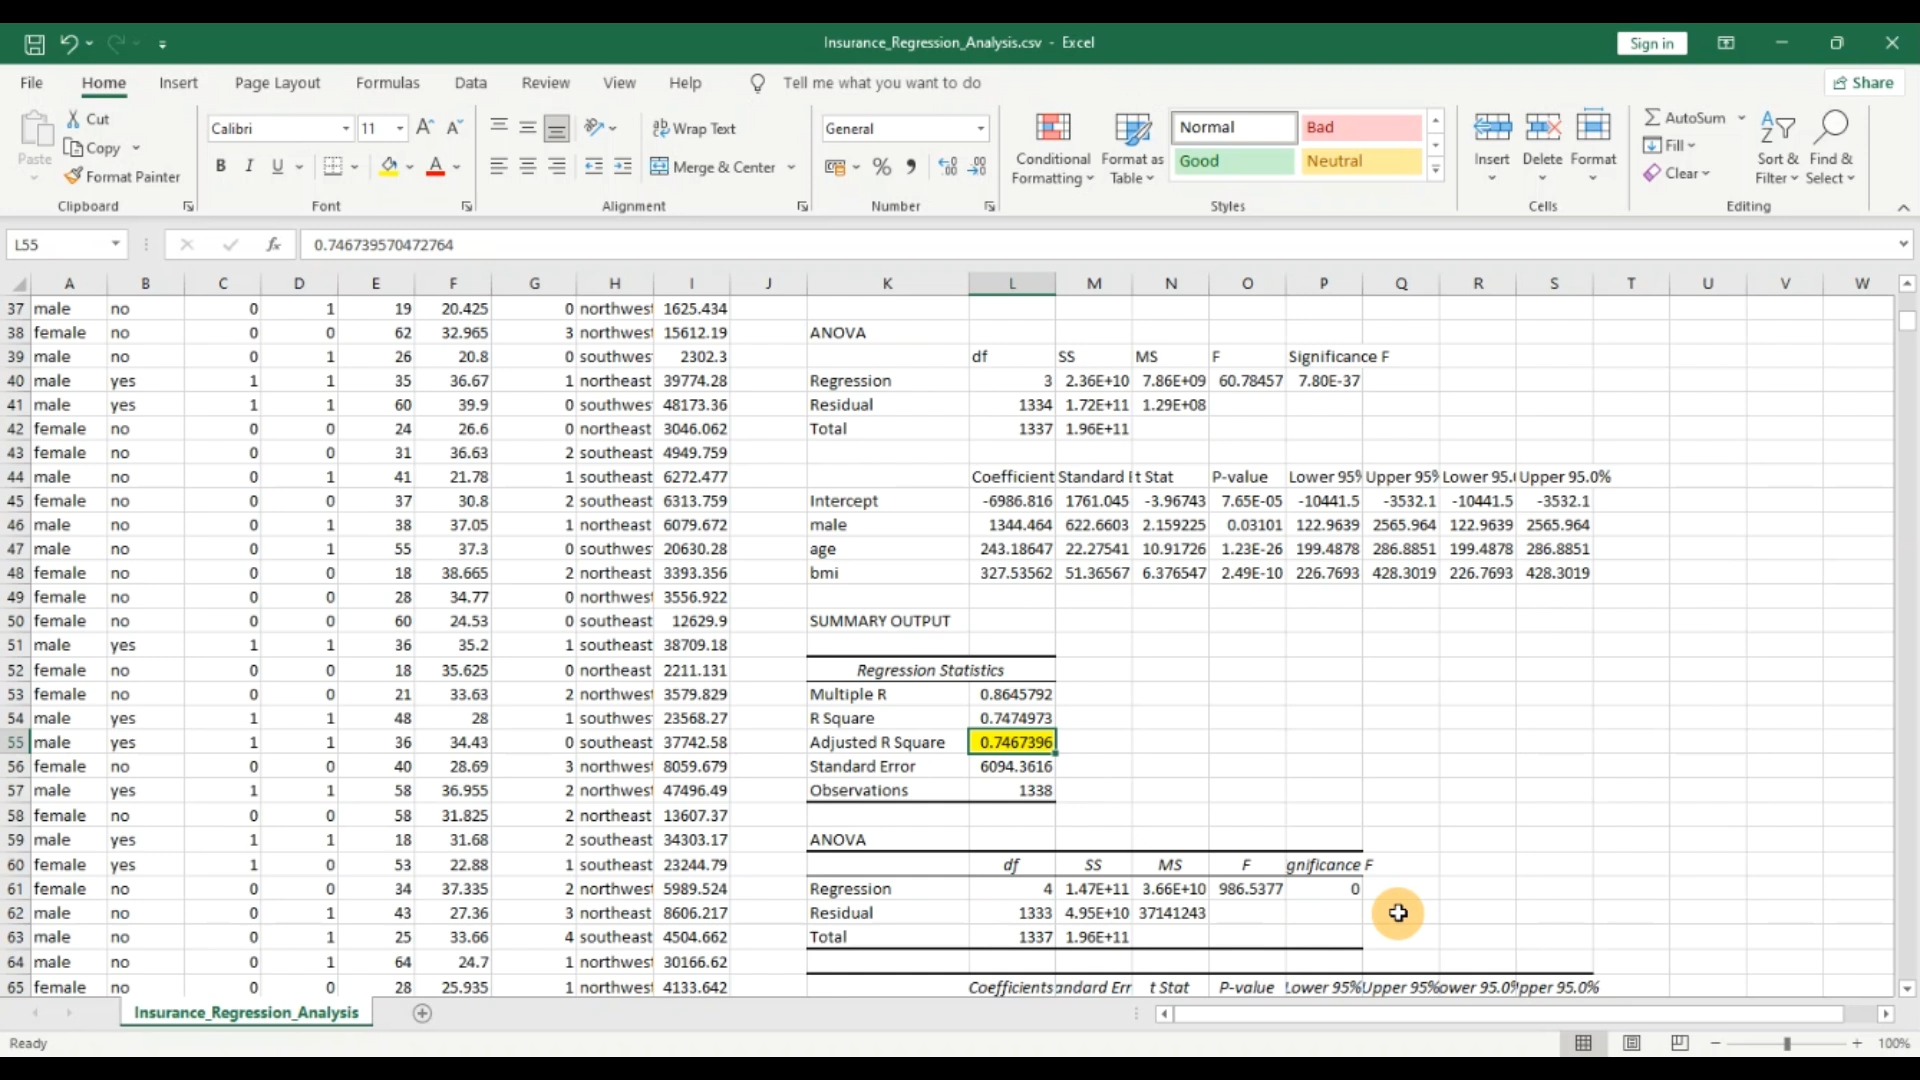 Insurance_Regression_Analysis.csv - Excel
Sign in
File Home Insert Page Layout Formulas Data Review View Help Tell me what you want to do Share
Paste Cut Copy Format Painter Clipboard
Calibri 11 B I U Font
Wrap Text Merge & Center Alignment
General Number
Conditional Formatting Format as Table Normal Bad Good Neutral Styles
Insert Delete Format Cells
AutoSum Fill Clear Sort & Filter Find & Select Editing
L55 fx 0.746739570472764
A B C D E F G H I J K L M N O P Q R S T U V W
37 male no 0 1 19 20.425 0 northwest 1625.434
38 female no 0 0 62 32.965 3 northwest 15612.19 ANOVA
39 male no 0 1 26 20.8 0 southwes 2302.3 df SS MS F Significance F
40 male yes 1 1 35 36.67 1 northeast 39774.28 Regression 3 2.36E+10 7.86E+09 60.78457 7.80E-37
41 male yes 1 1 60 39.9 0 southwes 48173.36 Residual 1334 1.72E+11 1.29E+08
42 female no 0 0 24 26.6 0 northeast 3046.062 Total 1337 1.96E+11
43 female no 0 0 31 36.63 2 southeast 4949.759
44 male no 0 1 41 21.78 1 southeast 6272.477 Coefficient Standard E t Stat P-value Lower 95% Upper 95% Lower 95.0 Upper 95.0%
45 female no 0 0 37 30.8 2 southeast 6313.759 Intercept -6986.816 1761.045 -3.96743 7.65E-05 -10441.5 -3532.1 -10441.5 -3532.1
46 male no 0 1 38 37.05 1 northeast 6079.672 male 1344.464 622.6603 2.159225 0.03101 122.9639 2565.964 122.9639 2565.964
47 male no 0 1 55 37.3 0 southwes 20630.28 age 243.18647 22.27541 10.91726 1.23E-26 199.4878 286.8851 199.4878 286.8851
48 female no 0 0 18 38.665 2 northeast 3393.356 bmi 327.53562 51.36567 6.376547 2.49E-10 226.7693 428.3019 226.7693 428.3019
49 female no 0 0 28 34.77 0 northwest 3556.922
50 female no 0 0 60 24.53 0 southeast 12629.9 SUMMARY OUTPUT
51 male yes 1 1 36 35.2 1 southeast 38709.18
52 female no 0 0 18 35.625 0 northeast 2211.131 Regression Statistics
53 female no 0 0 21 33.63 2 northwest 3579.829 Multiple R 0.8645792
54 male yes 1 1 48 28 1 southwes 23568.27 R Square 0.7474973
55 male yes 1 1 36 34.43 0 southeast 37742.58 Adjusted R Square 0.7467396
56 female no 0 0 40 28.69 3 northwest 8059.679 Standard Error 6094.3616
57 male yes 1 1 58 36.955 2 northwest 47496.49 Observations 1338
58 female no 0 0 58 31.825 2 northeast 13607.37
59 male yes 1 1 18 31.68 2 southeast 34303.17 ANOVA
60 female yes 1 0 53 22.88 1 southeast 23244.79 df SS MS F gnificance F
61 female no 0 0 34 37.335 2 northwest 5989.524 Regression 4 1.47E+11 3.66E+10 986.5377 0
62 male no 0 1 43 27.36 3 northeast 8606.217 Residual 1333 4.95E+10 37141243
63 male no 0 1 25 33.66 4 southeast 4504.662 Total 1337 1.96E+11
64 male no 0 1 64 24.7 1 northwest 30166.62
65 female no 0 0 28 25.935 1 northwest 4133.642 Coefficients andard Err t Stat P-value Lower 95% Upper 95% ower 95.0% pper 95.0%
Insurance_Regression_Analysis
Ready 100%